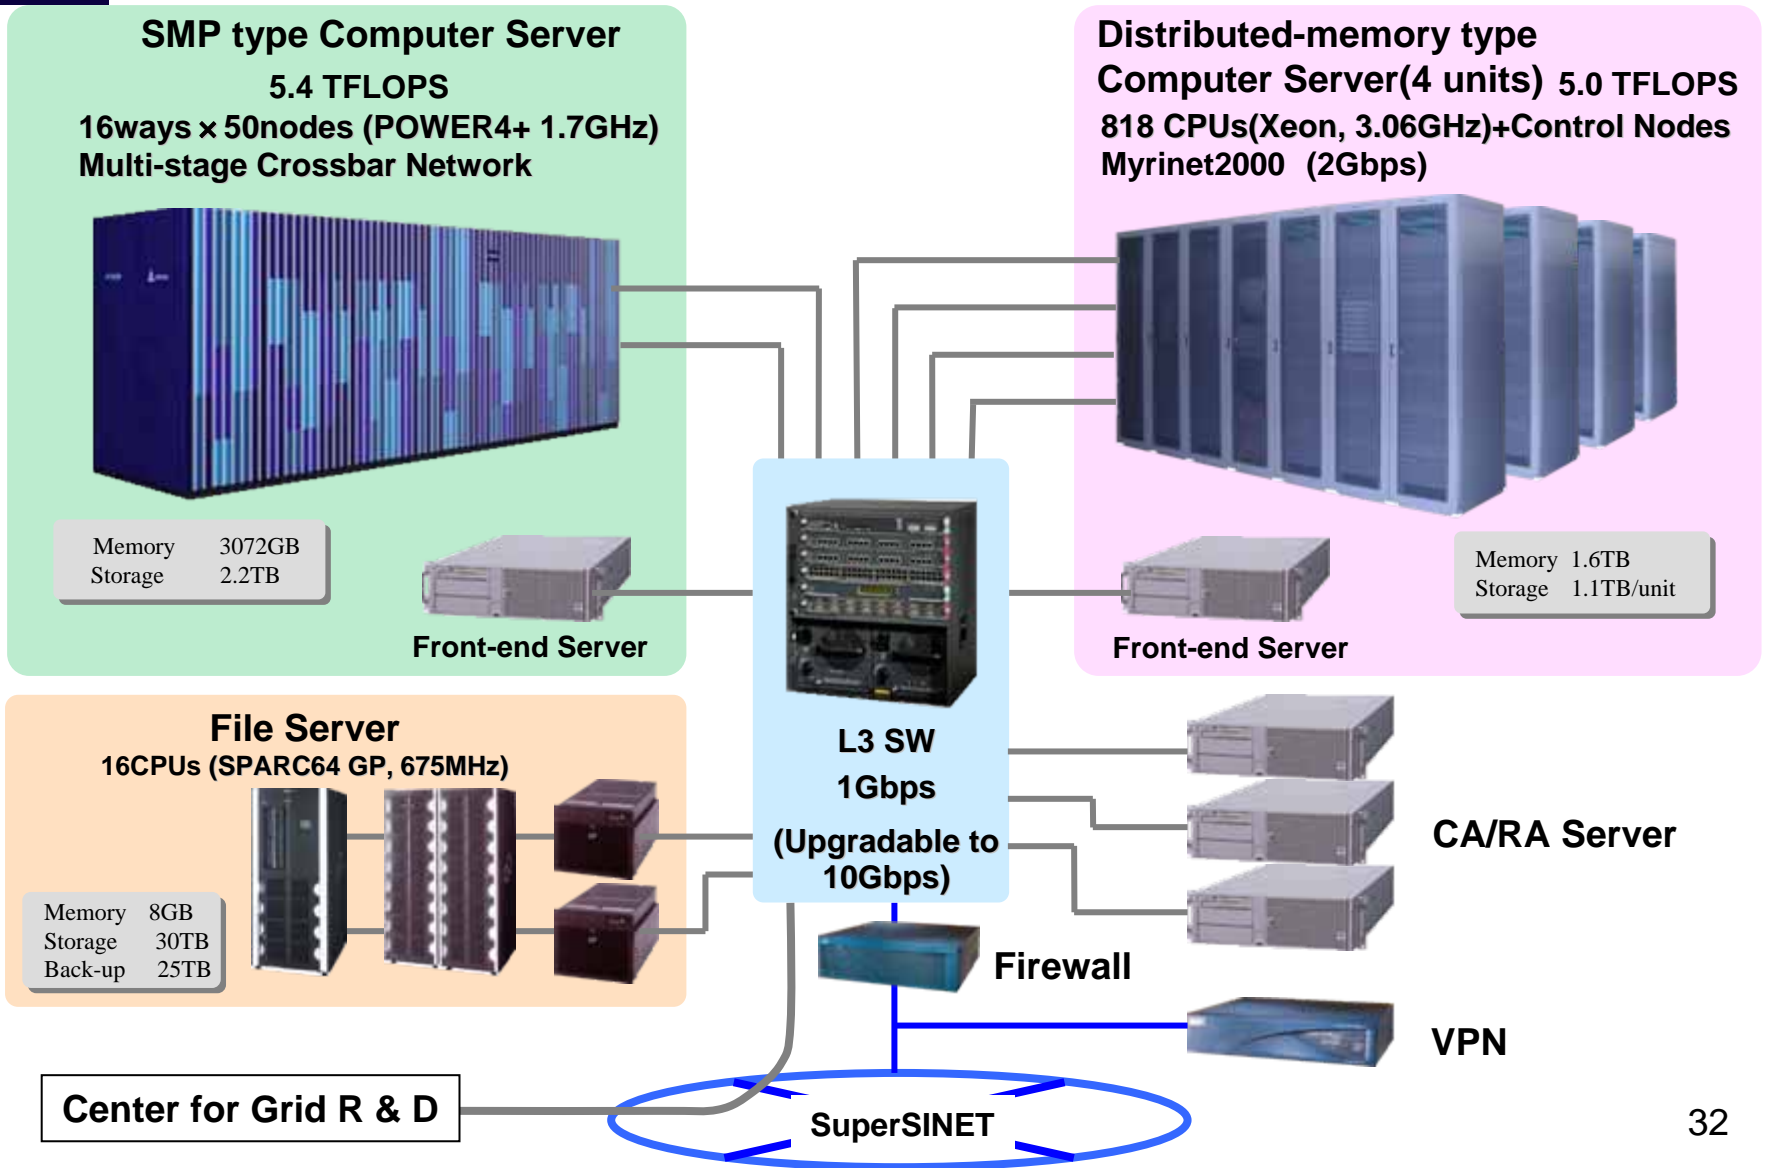 SMP type Computer Server
5.4 TFLOPS
16ways × 50nodes (POWER4+ 1.7GHz)
Multi-stage Crossbar Network
Memory 3072GB
Storage 2.2TB
Front-end Server
Distributed-memory type
Computer Server(4 units) 5.0 TFLOPS
818 CPUs(Xeon, 3.06GHz)+Control Nodes
Myrinet2000 (2Gbps)
Memory 1.6TB
Storage 1.1TB/unit
Front-end Server
File Server
16CPUs (SPARC64 GP, 675MHz)
Memory 8GB
Storage 30TB
Back-up 25TB
L3 SW
1Gbps
(Upgradable to
10Gbps)
CA/RA Server
Firewall
VPN
Center for Grid R & D
SuperSINET
32